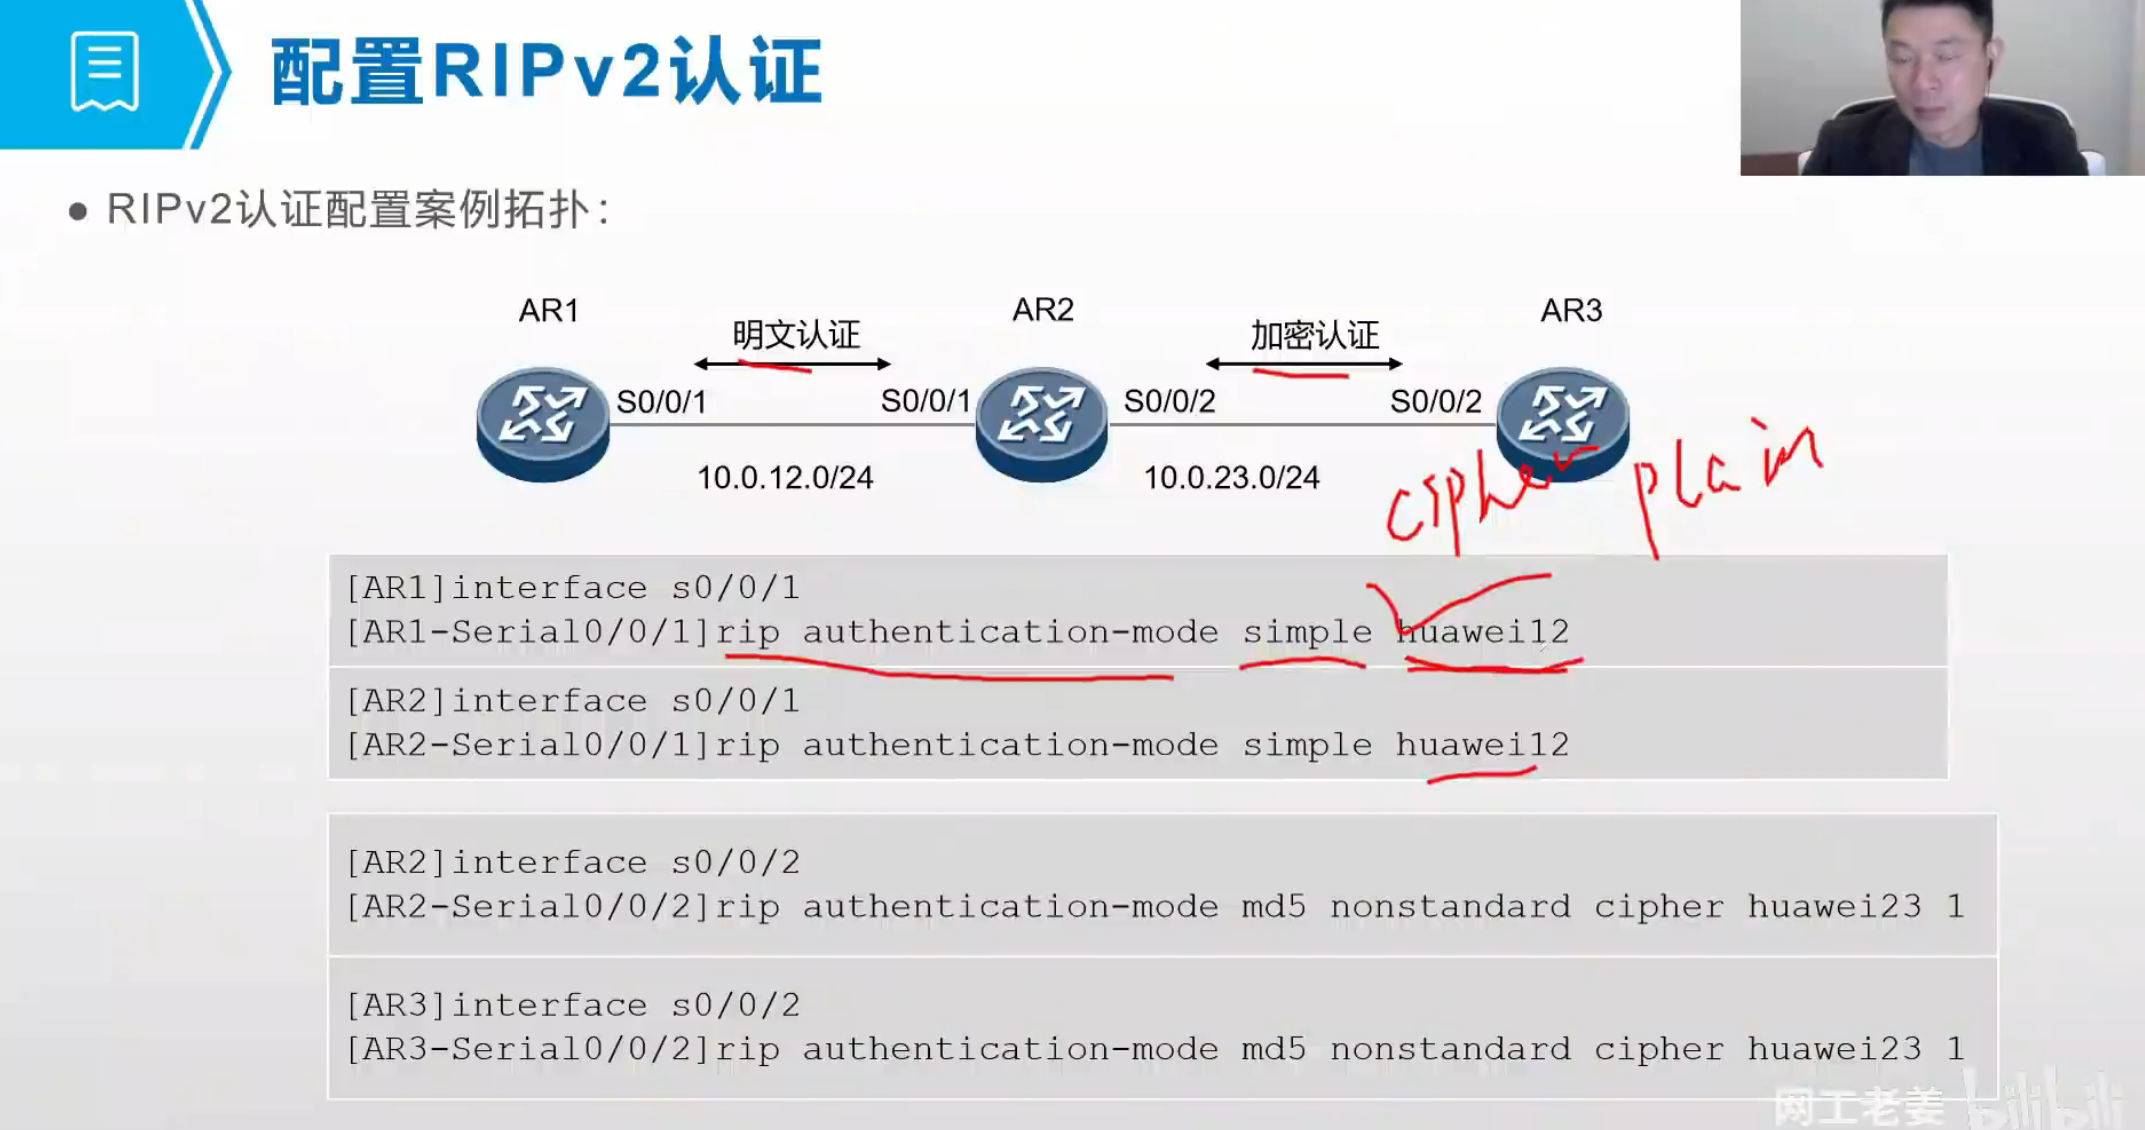 配置RIPv2认证
● RIPv2认证配置案例拓扑：
AR1
AR2
AR3
明文认证
加密认证
S0/0/1
S0/0/1
S0/0/2
S0/0/2
10.0.12.0/24
10.0.23.0/24
cipher plain
[AR1]interface s0/0/1
[AR1-Serial0/0/1]rip authentication-mode simple huawei12
[AR2]interface s0/0/1
[AR2-Serial0/0/1]rip authentication-mode simple huawei12
[AR2]interface s0/0/2
[AR2-Serial0/0/2]rip authentication-mode md5 nonstandard cipher huawei23 1
[AR3]interface s0/0/2
[AR3-Serial0/0/2]rip authentication-mode md5 nonstandard cipher huawei23 1
网工老姜 bilibili